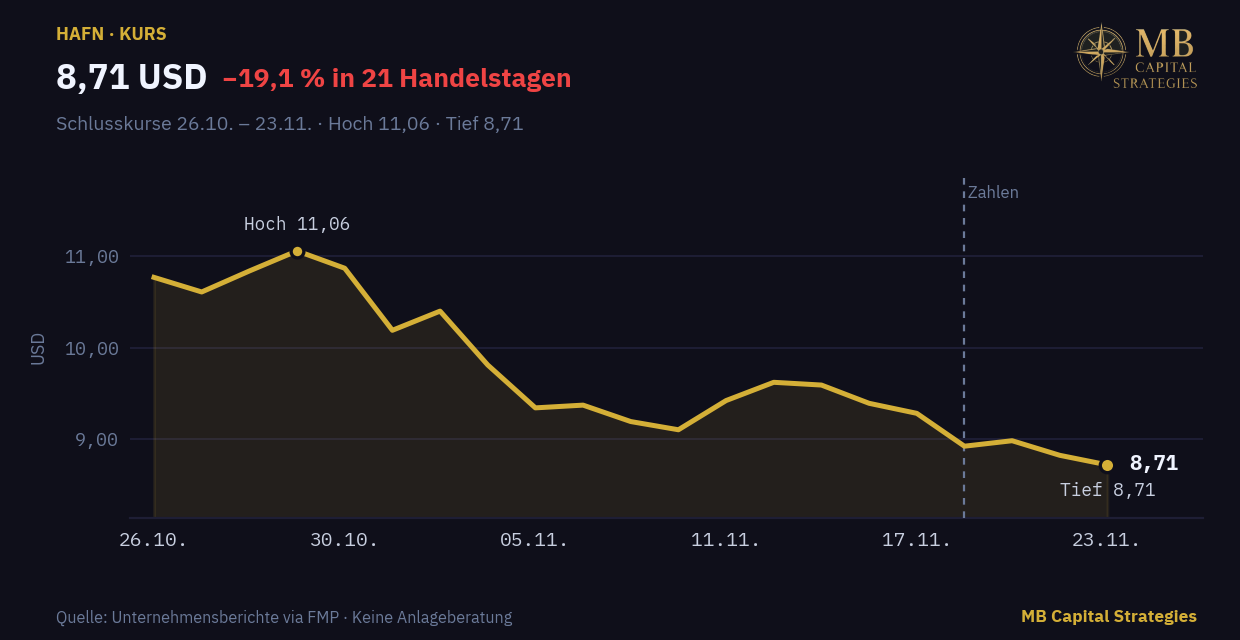 HAFN · KURS
8,71 USD –19,1 % in 21 Handelstagen
Schlusskurse 26.10. – 23.11. · Hoch 11,06 · Tief 8,71
MB
CAPITAL
STRATEGIES
Zahlen
Hoch 11,06
11,00
10,00
9,00
USD
8,71
Tief 8,71
26.10. 30.10. 05.11. 11.11. 17.11. 23.11.
Quelle: Unternehmensberichte via FMP · Keine Anlageberatung
MB Capital Strategies